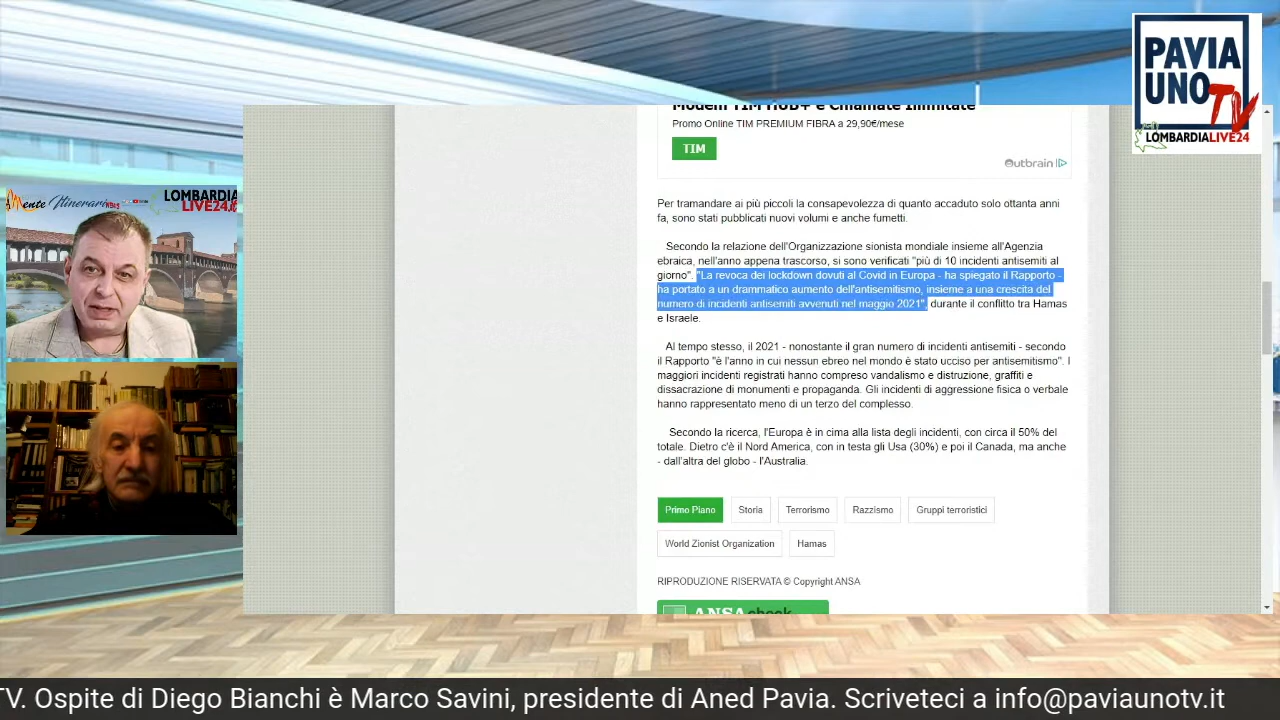 PAVIA
UNO TV
LOMBARDIALIVE24
Modem TIM HUB+ e Chiamate Illimitate
Promo Online TIM PREMIUM FIBRA a 29,90€/mese
TIM
Outbrain
Mente Itinerari
LOMBARDIA
LIVE24
Per tramandare ai più piccoli la consapevolezza di quanto accaduto solo ottanta anni
fa, sono stati pubblicati nuovi volumi e anche fumetti.
Secondo la relazione dell'Organizzazione sionista mondiale insieme all'Agenzia
ebraica, nell'anno appena trascorso, si sono verificati "più di 10 incidenti antisemiti al
giorno". "La revoca dei lockdown dovuti al Covid in Europa - ha spiegato il Rapporto -
ha portato a un drammatico aumento dell'antisemitismo, insieme a una crescita del
numero di incidenti antisemiti avvenuti nel maggio 2021", durante il conflitto tra Hamas
e Israele.
Al tempo stesso, il 2021 - nonostante il gran numero di incidenti antisemiti - secondo
il Rapporto "è l'anno in cui nessun ebreo nel mondo è stato ucciso per antisemitismo". I
maggiori incidenti registrati hanno compreso vandalismo e distruzione, graffiti e
dissacrazione di monumenti e propaganda. Gli incidenti di aggressione fisica o verbale
hanno rappresentato meno di un terzo del complesso.
Secondo la ricerca, l'Europa è in cima alla lista degli incidenti, con circa il 50% del
totale. Dietro c'è il Nord America, con in testa gli Usa (30%) e poi il Canada, ma anche
- dall'altra del globo - l'Australia.
Primo Piano Storia Terrorismo Razzismo Gruppi terroristici
World Zionist Organization Hamas
RIPRODUZIONE RISERVATA © Copyright ANSA
ANSAcheck
TV. Ospite di Diego Bianchi è Marco Savini, presidente di Aned Pavia. Scriveteci a info@paviaunotv.it